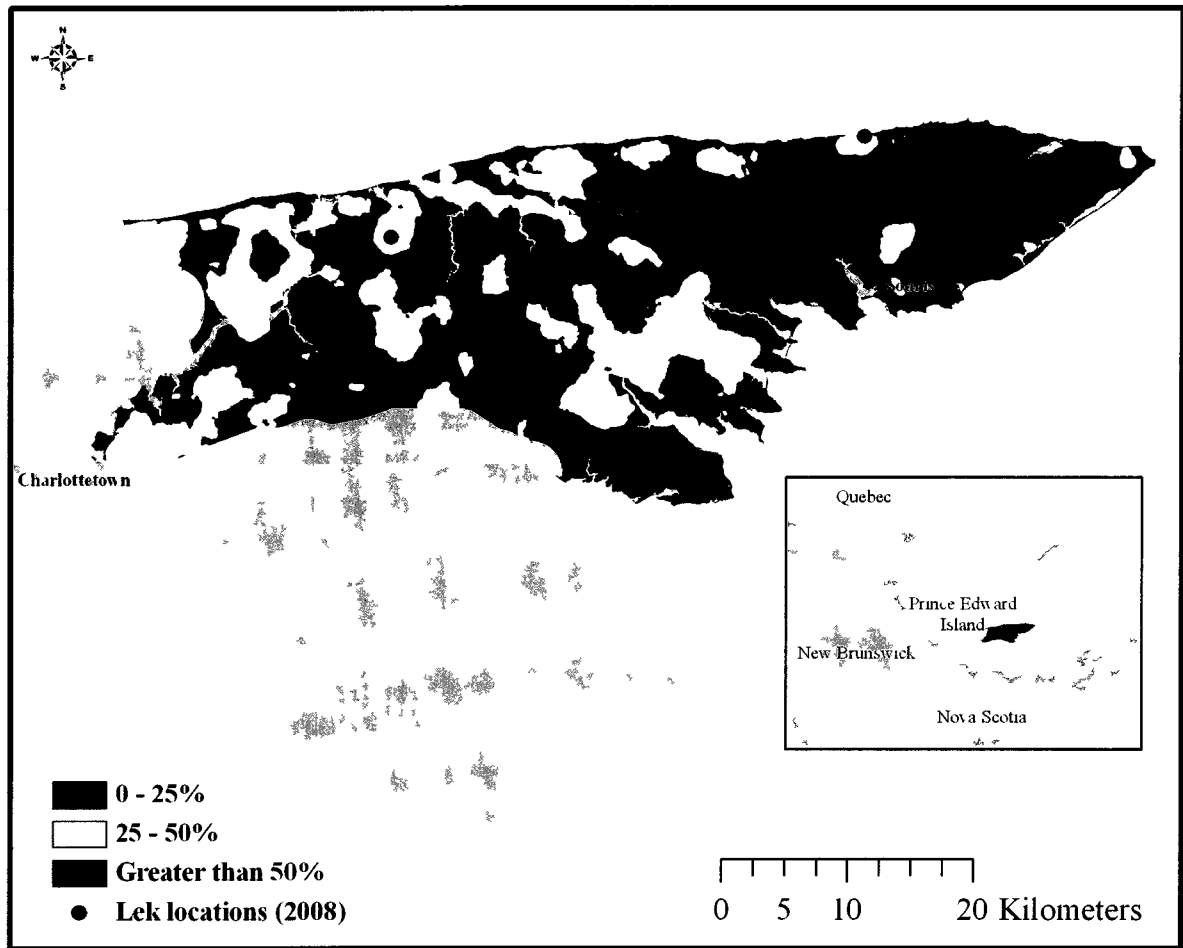 N
W E
S
Souris
Charlottetown
Quebec
Prince Edward
Island
New Brunswick
Nova Scotia
0 - 25%
25 - 50%
Greater than 50%
Lek locations (2008)
0 5 10 20 Kilometers